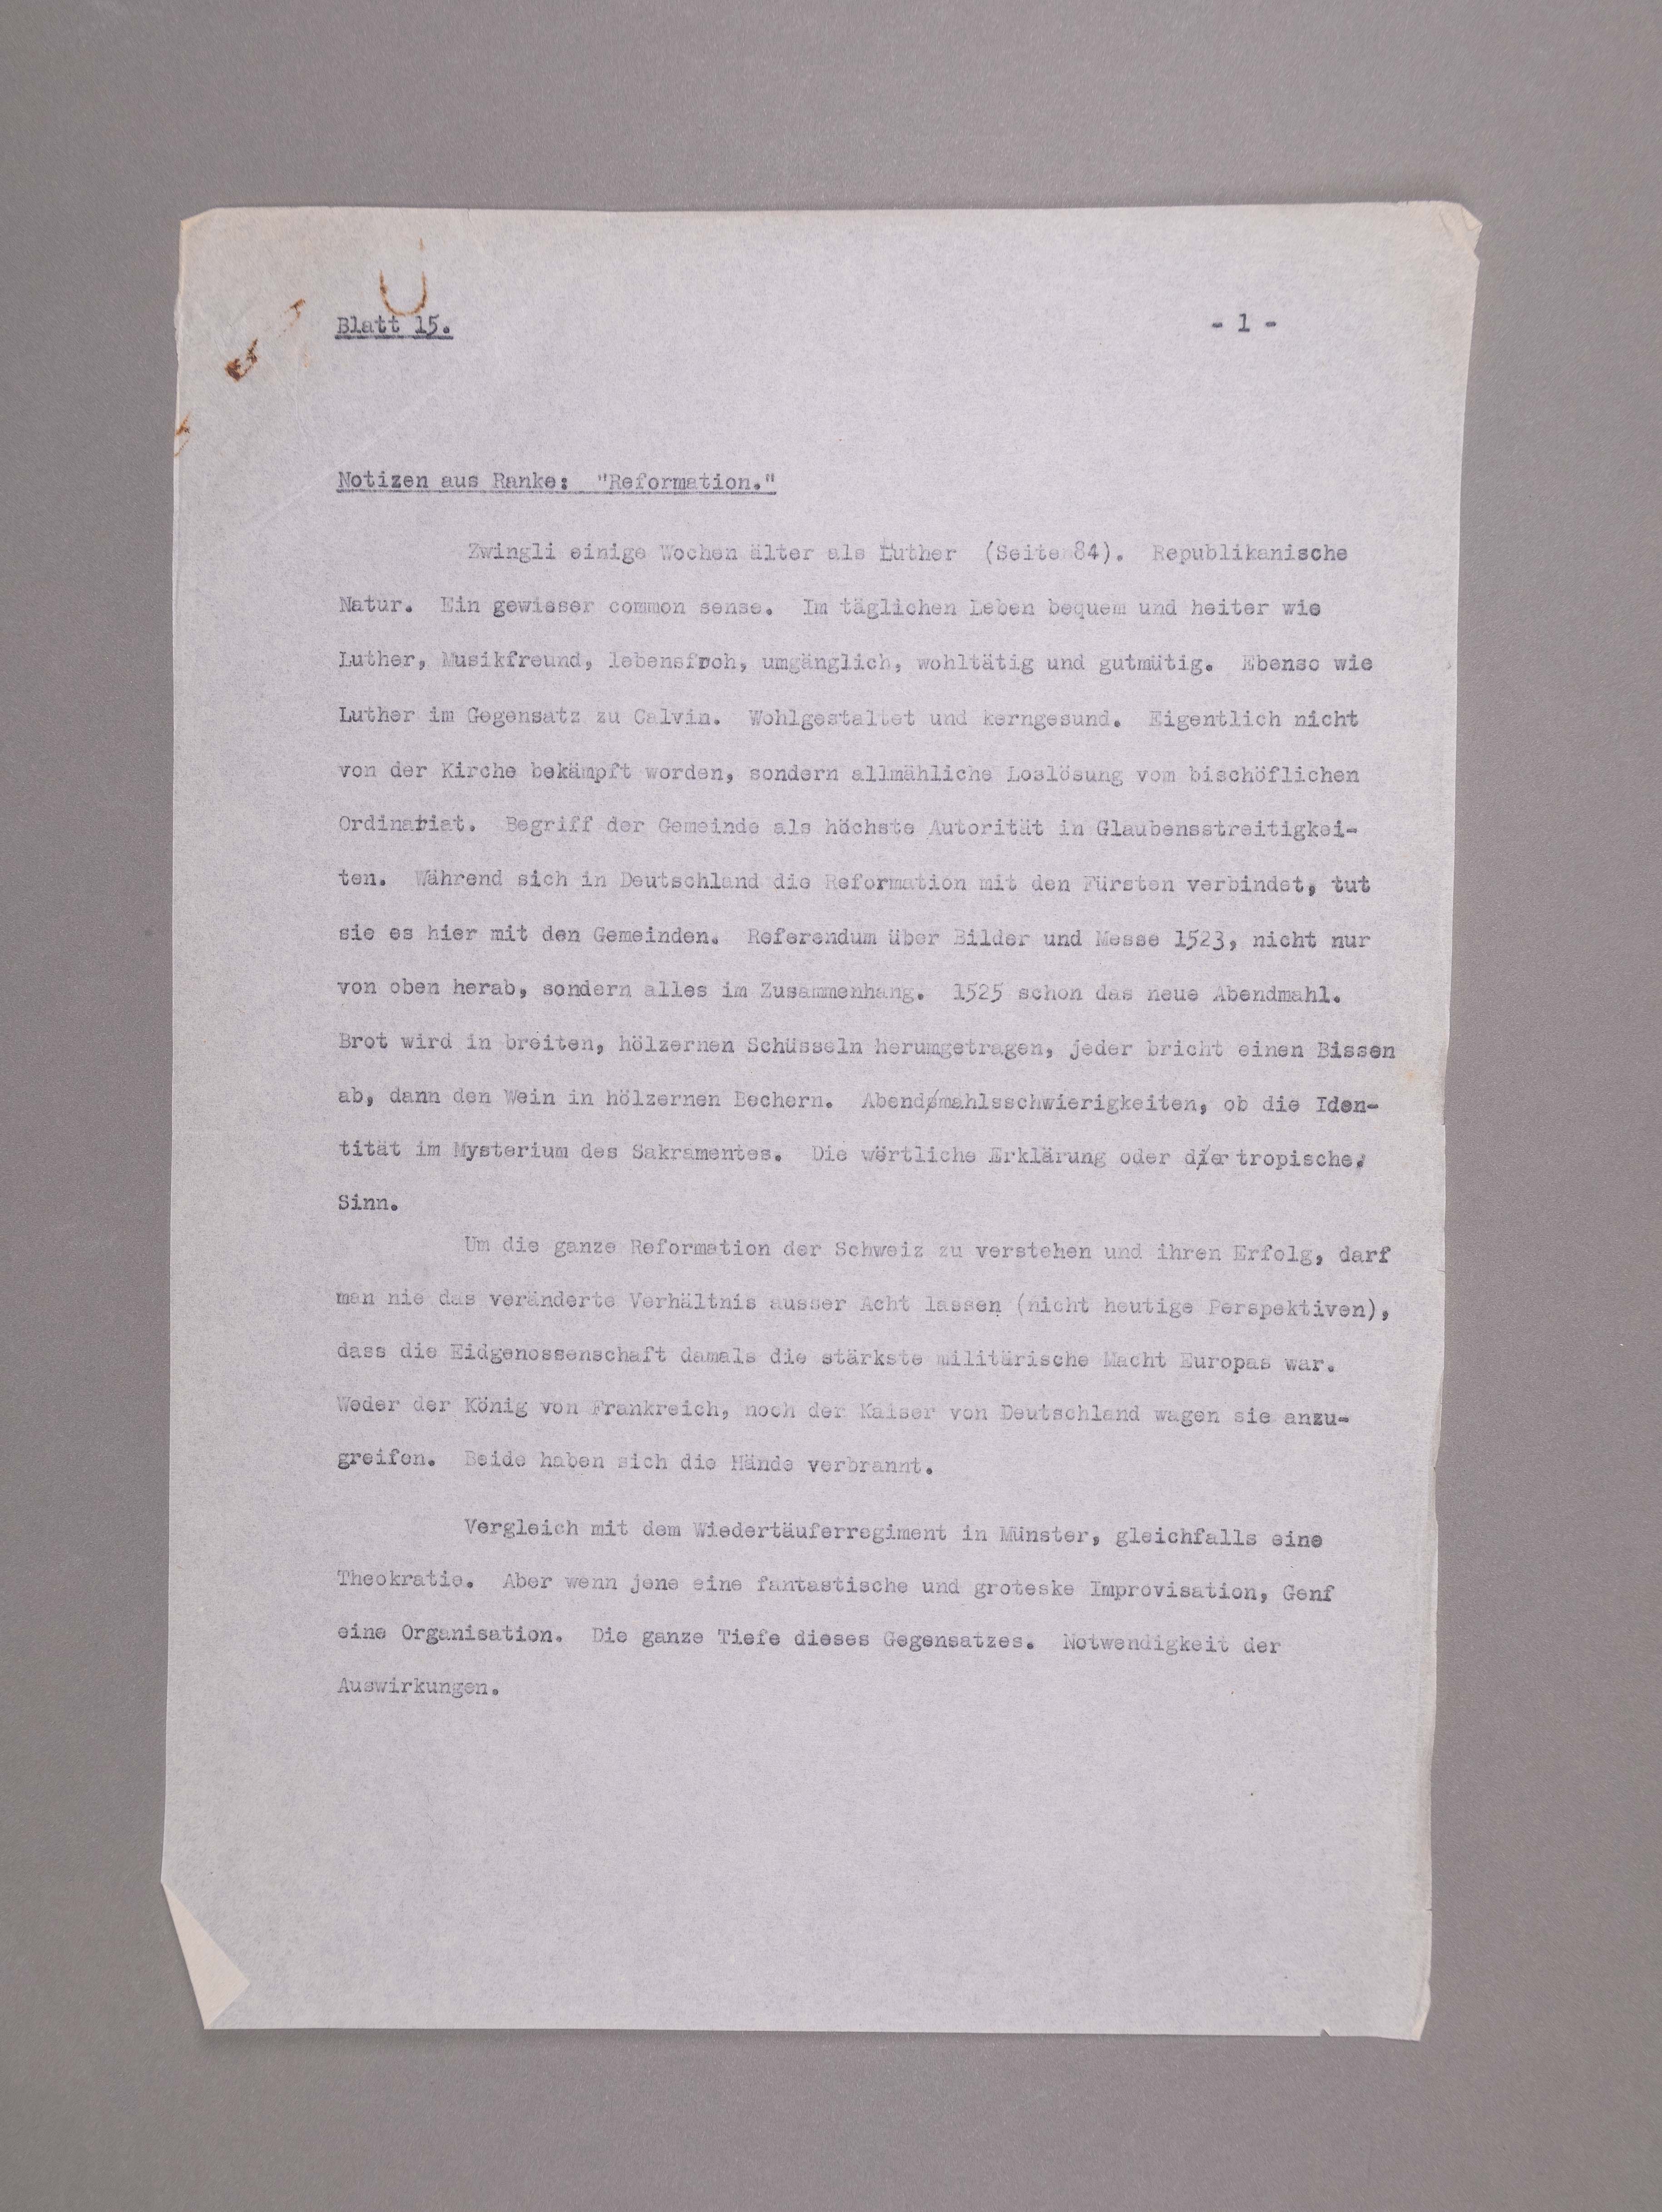 Blatt 15.
- 1 -
Notizen aus Ranke: "Reformation."
Zwingli einige Wochen älter als Luther (Seite 84). Republikanische
Natur. Ein gewisser common sense. Im täglichen Leben bequem und heiter wie
Luther, Musikfreund, lebensfroh, umgänglich, wohltätig und gutmütig. Ebenso wie
Luther im Gegensatz zu Calvin. Wohlgestaltet und kerngesund. Eigentlich nicht
von der Kirche bekämpft worden, sondern allmähliche Loslösung vom bischöflichen
Ordinariat. Begriff der Gemeinde als höchste Autorität in Glaubensstreitigkei-
ten. Während sich in Deutschland die Reformation mit den Fürsten verbindet, tut
sie es hier mit den Gemeinden. Referendum über Bilder und Messe 1523, nicht nur
von oben herab, sondern alles im Zusammenhang. 1525 schon das neue Abendmahl.
Brot wird in breiten, hölzernen Schüsseln herumgetragen, jeder bricht einen Bissen
ab, dann den Wein in hölzernen Bechern. Abendmahlsschwierigkeiten, ob die Iden-
tität im Mysterium des Sakramentes. Die wörtliche Erklärung oder der tropische
Sinn.
Um die ganze Reformation der Schweiz zu verstehen und ihren Erfolg, darf
man nie das veränderte Verhältnis ausser Acht lassen (nicht heutige Perspektiven),
dass die Eidgenossenschaft damals die stärkste militärische Macht Europas war.
Weder der König von Frankreich, noch der Kaiser von Deutschland wagen sie anzu-
greifen. Beide haben sich die Hände verbrannt.
Vergleich mit dem Wiedertäuferregiment in Münster, gleichfalls eine
Theokratie. Aber wenn jene eine fantastische und groteske Improvisation, Genf
eine Organisation. Die ganze Tiefe dieses Gegensatzes. Notwendigkeit der
Auswirkungen.